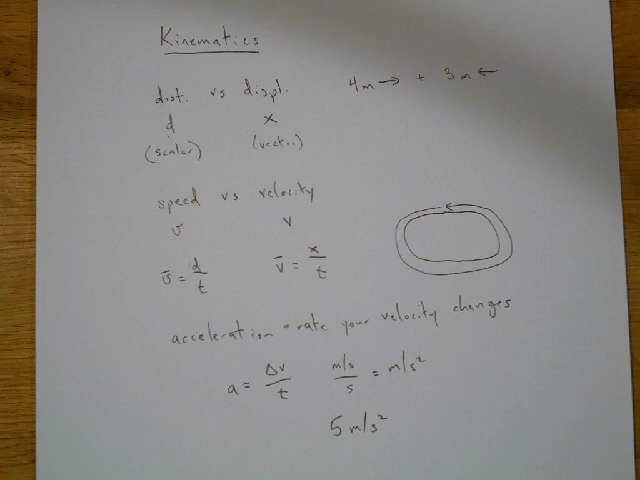 Kinematics
dist. vs displ. 4m → + 3m ←
d x
(scalar) (vector)
speed vs velocity
v v
v̄ = d/t v̄ = x/t
acceleration = rate your velocity changes
a = Δv/t m/s/s = m/s²
5 m/s²